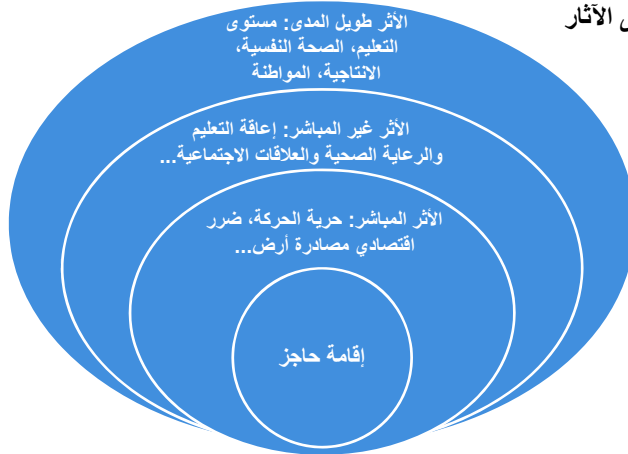 الآثار
الأثر طويل المدى: مستوى
التعليم، الصحة النفسية،
الانتاجية، المواطنة
الأثر غير المباشر: إعاقة التعليم
والرعاية الصحية والعلاقات الاجتماعية...
الأثر المباشر: حرية الحركة، ضرر
اقتصادي مصادرة أرض...
إقامة حاجز